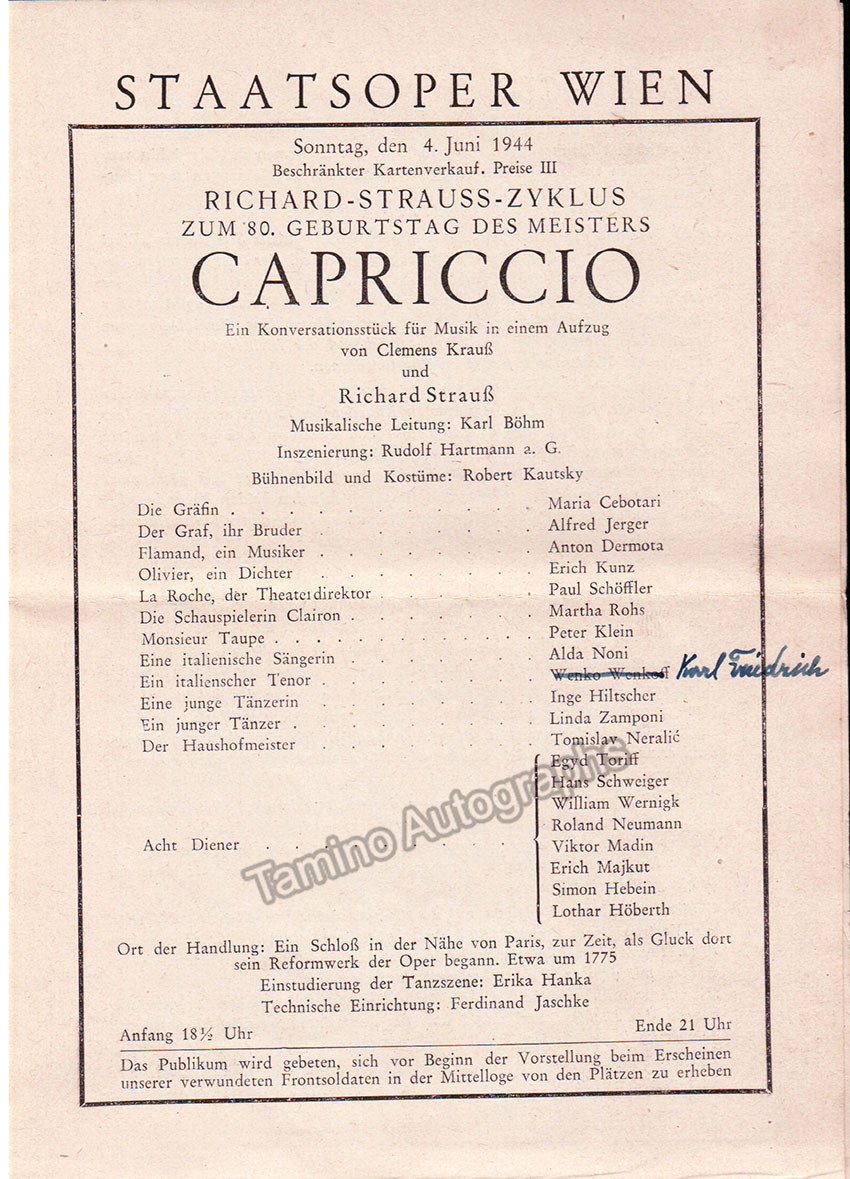 STAATSOPER WIEN
Sonntag, den 4. Juni 1944
Beschränkter Kartenverkauf. Preise III
RICHARD-STRAUSS-ZYKLUS
ZUM 80. GEBURTSTAG DES MEISTERS
CAPRICCIO
Ein Konversationsstück für Musik in einem Aufzug
von Clemens Krauß
und
Richard Strauß
Musikalische Leitung: Karl Böhm
Inszenierung: Rudolf Hartmann a. G.
Bühnenbild und Kostüme: Robert Kautsky
Die Gräfin . . . . . . . . . . . . Maria Cebotari
Der Graf, ihr Bruder . . . . . . . . . Alfred Jerger
Flamand, ein Musiker . . . . . . . . . Anton Dermota
Olivier, ein Dichter . . . . . . . . . Erich Kunz
La Roche, der Theaterdirektor . . . . . . . Paul Schöffler
Die Schauspielerin Clairon . . . . . . . . Martha Rohs
Monsieur Taupe . . . . . . . . . . . Peter Klein
Eine italienische Sängerin . . . . . . . . Alda Noni
Ein italienscher Tenor . . . . . . . . . Wenko Wenkoff Karl Friedrich
Eine junge Tänzerin . . . . . . . . . Inge Hiltscher
Ein junger Tänzer . . . . . . . . . . Linda Zamponi
Der Haushofmeister . . . . . . . . . Tomislav Neralić
Egyd Toriff
Hans Schweiger
William Wernigk
Roland Neumann
Acht Diener . . . . . . . . . . Viktor Madin
Erich Majkut
Simon Hebein
Lothar Höberth
Tamino Autographs
Ort der Handlung: Ein Schloß in der Nähe von Paris, zur Zeit, als Gluck dort
sein Reformwerk der Oper begann. Etwa um 1775
Einstudierung der Tanzszene: Erika Hanka
Technische Einrichtung: Ferdinand Jaschke
Anfang 18½ Uhr Ende 21 Uhr
Das Publikum wird gebeten, sich vor Beginn der Vorstellung beim Erscheinen
unserer verwundeten Frontsoldaten in der Mittelloge von den Plätzen zu erheben